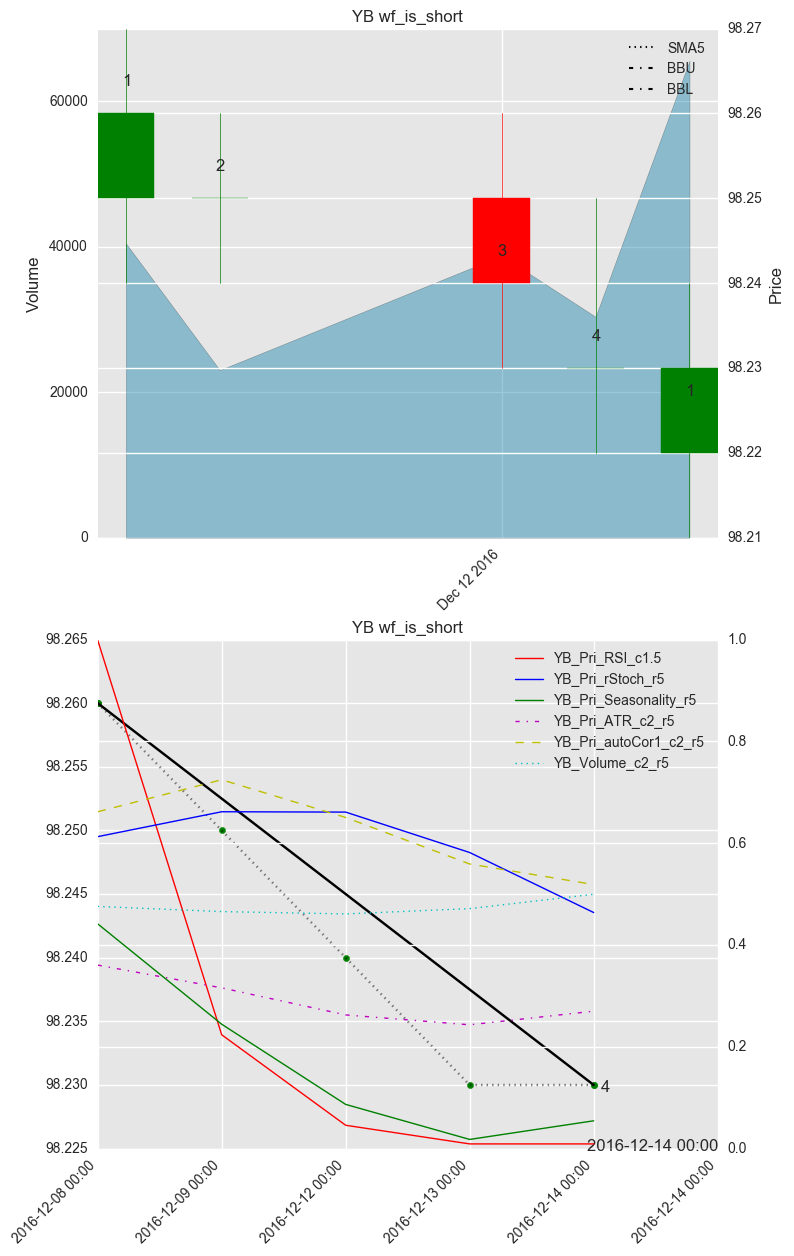 YB wf_is_short
98.27
SMA5
BBU
BBL
1
60000
98.26
2
98.25
3
40000
98.24
Volume
Price
4
98.23
20000
1
98.22
0
98.21
Dec 12 2016
YB wf_is_short
98.265
1.0
YB_Pri_RSI_c1.5
YB_Pri_rStoch_r5
YB_Pri_Seasonality_r5
YB_Pri_ATR_c2_r5
YB_Pri_autoCor1_c2_r5
YB_Volume_c2_r5
98.260
98.255
0.8
98.250
0.6
98.245
98.240
0.4
98.235
0.2
98.230
4
2016-12-14 00:00
98.225
0.0
2016-12-08 00:00
2016-12-09 00:00
2016-12-12 00:00
2016-12-13 00:00
2016-12-14 00:00
2016-12-14 00:00